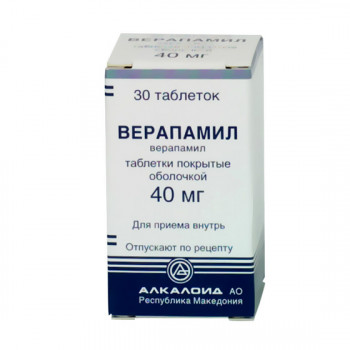 ВЕРАПАМИЛ
40 мг
30 таблеток
ВЕРАПАМИЛ
верапамил
таблетки покрытые
оболочкой
40 мг
Для приема внутрь
Отпускают по рецепту
АЛКАЛОИД АО
Республика Македония